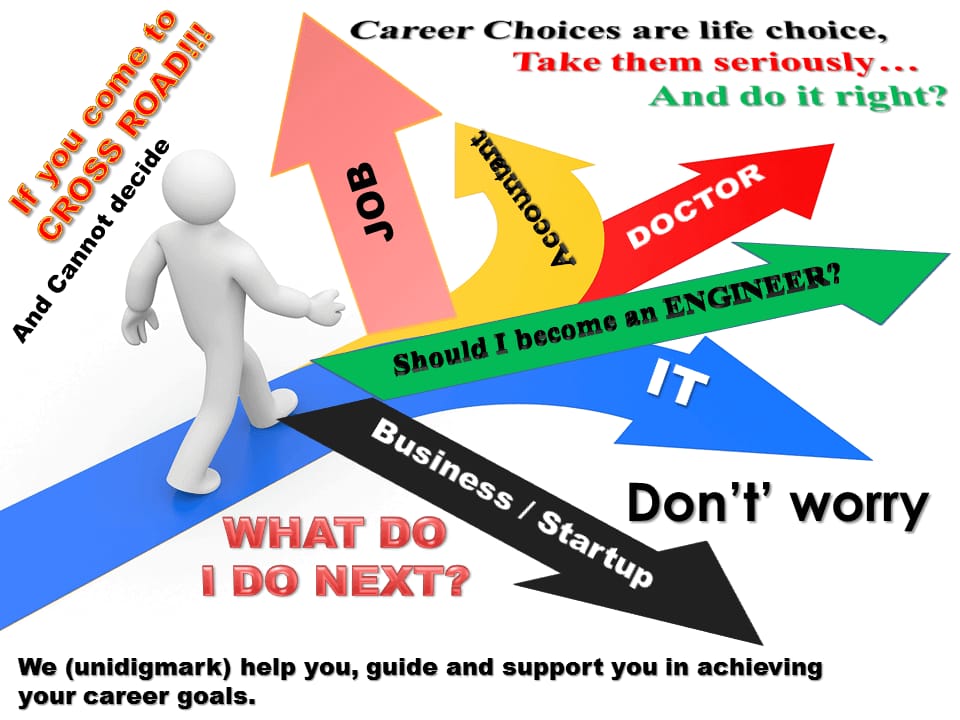 If you come to
CROSS ROAD!!!
And Cannot decide
Career Choices are life choice,
Take them seriously...
And do it right?
JOB
Accountant
DOCTOR
Should I become an ENGINEER?
IT
Business / Startup
Don't' worry
WHAT DO
I DO NEXT?
We (unidigmark) help you, guide and support you in achieving
your career goals.